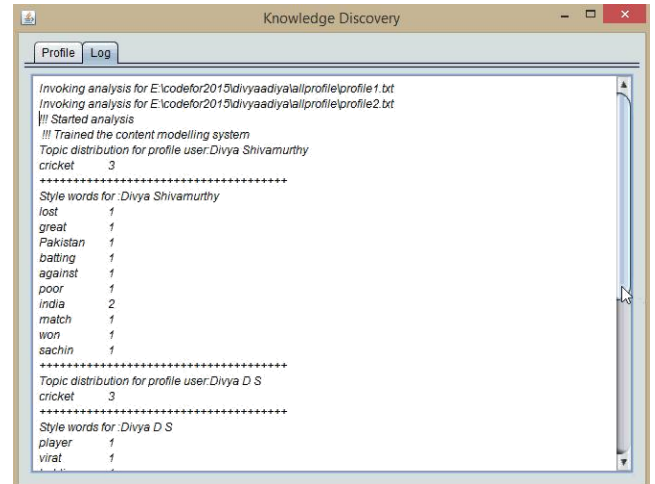 Knowledge Discovery
Profile Log
Invoking analysis for E:\codefor2015\divyaadiya\allprofile\profile1.txt
Invoking analysis for E:\codefor2015\divyaadiya\allprofile\profile2.txt
!!! Started analysis
!!! Trained the content modelling system
Topic distribution for profile user:Divya Shivamurthy
cricket 3
+++++++++++++++++++++++++++++++++++++
Style words for :Divya Shivamurthy
lost 1
great 1
Pakistan 1
batting 1
against 1
poor 1
india 2
match 1
won 1
sachin 1
+++++++++++++++++++++++++++++++++++++
Topic distribution for profile user:Divya D S
cricket 3
+++++++++++++++++++++++++++++++++++++
Style words for :Divya D S
player 1
virat 1